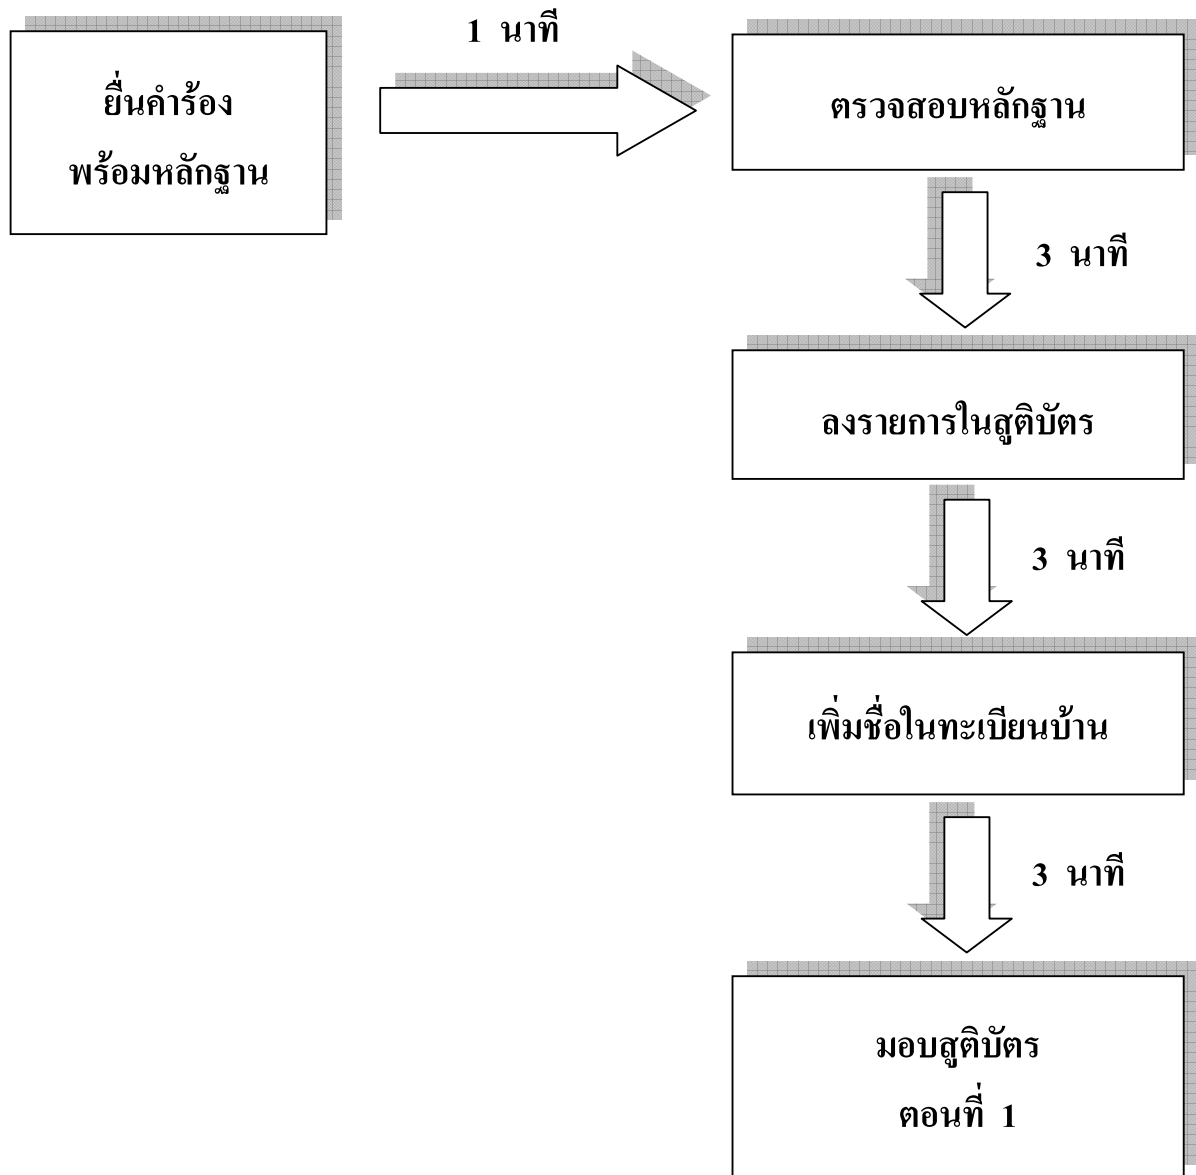 ยื่นคำร้อง
พร้อมหลักฐาน
1 นาที
ตรวจสอบหลักฐาน
3 นาที
ลงรายการในสูติบัตร
3 นาที
เพิ่มชื่อในทะเบียนบ้าน
3 นาที
มอบสูติบัตร
ตอนที่ 1